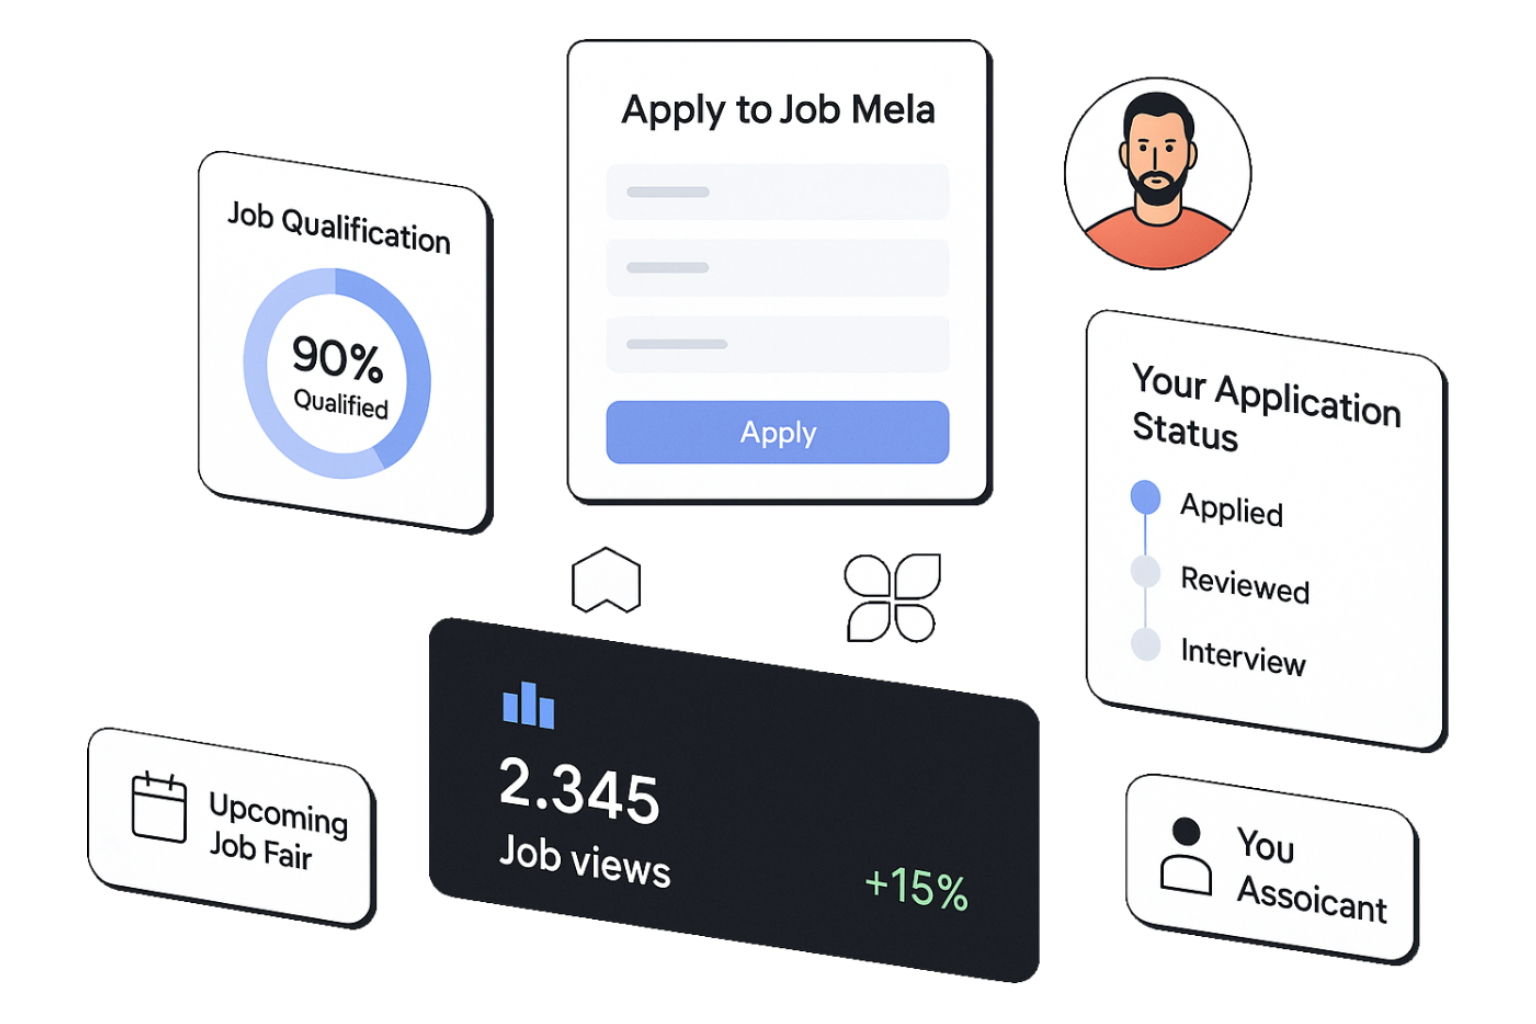 Apply to Job Mela
Apply
Job Qualification
90%
Qualified
Your Application
Status
Applied
Reviewed
Interview
2.345
Job views
+15%
Upcoming
Job Fair
You
Assoicant